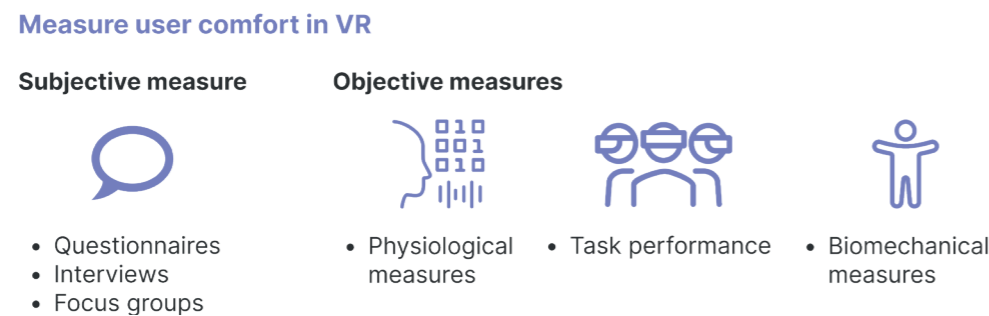 Measure user comfort in VR
Subjective measure
• Questionnaires
• Interviews
• Focus groups
Objective measures
010
001
010
• Physiological
measures
• Task performance
• Biomechanical
measures